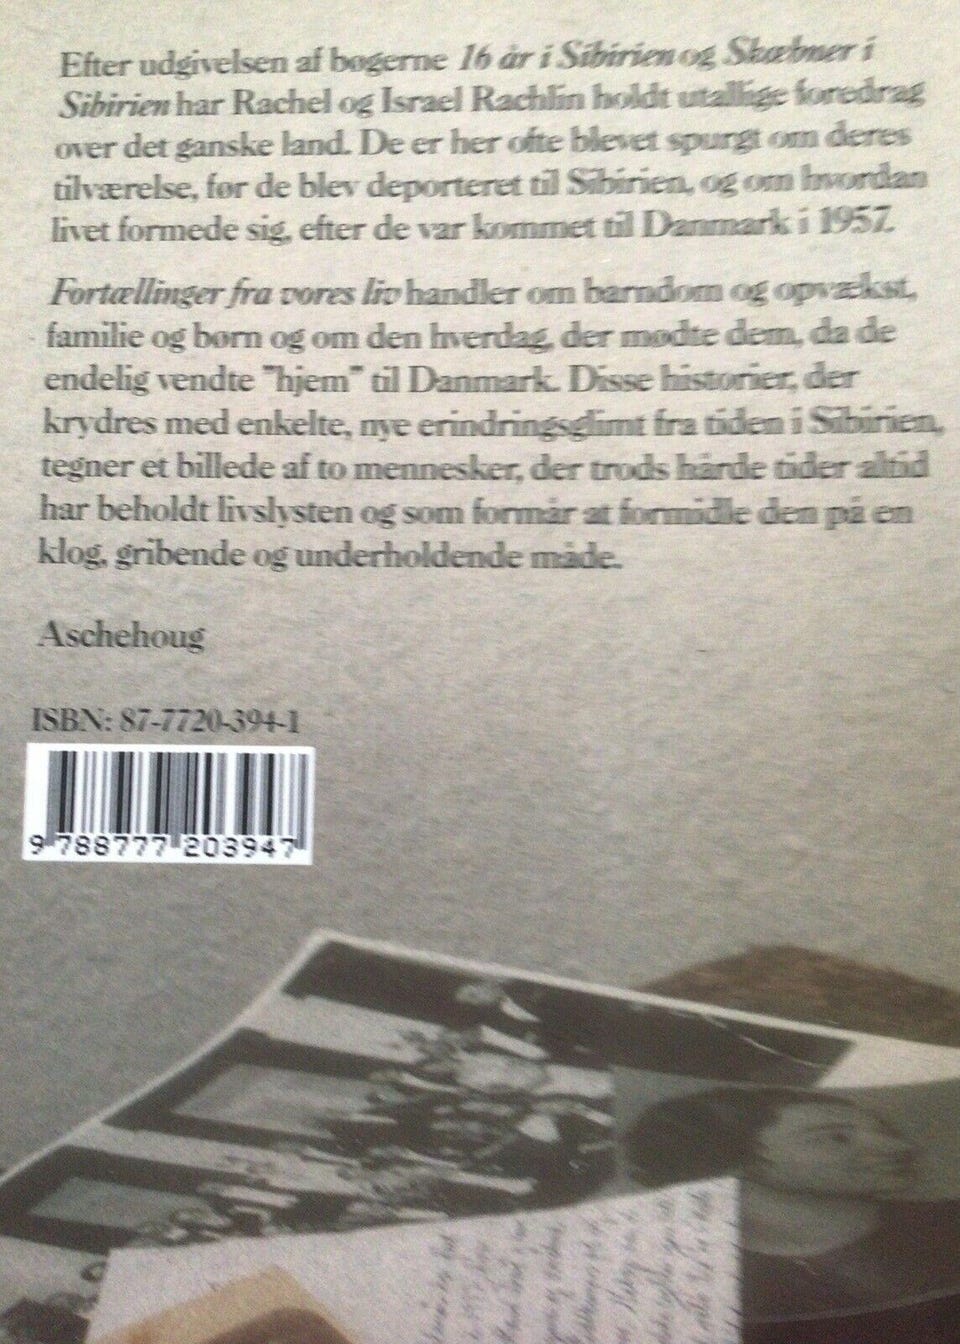 Efter udgivelsen af bøgerne 16 år i Sibirien og Skæbner i
Sibirien har Rachel og Israel Rachlin holdt utallige foredrag
over det ganske land. De er her ofte blevet spurgt om deres
tilværelse, før de blev deporteret til Sibirien, og om hvordan
livet formede sig, efter de var kommet til Danmark i 1957.
Fortællinger fra vores liv handler om barndom og opvækst,
familie og børn og om den hverdag, der mødte dem, da de
endelig vendte "hjem" til Danmark. Disse historier, der
krydres med enkelte, nye erindringsglimt fra tiden i Sibirien,
tegner et billede af to mennesker, der trods hårde tider altid
har beholdt livslysten og som formår at formidle den på en
klog, gribende og underholdende måde.
Aschehoug
ISBN: 87-7720-394-1
9 788777 203947